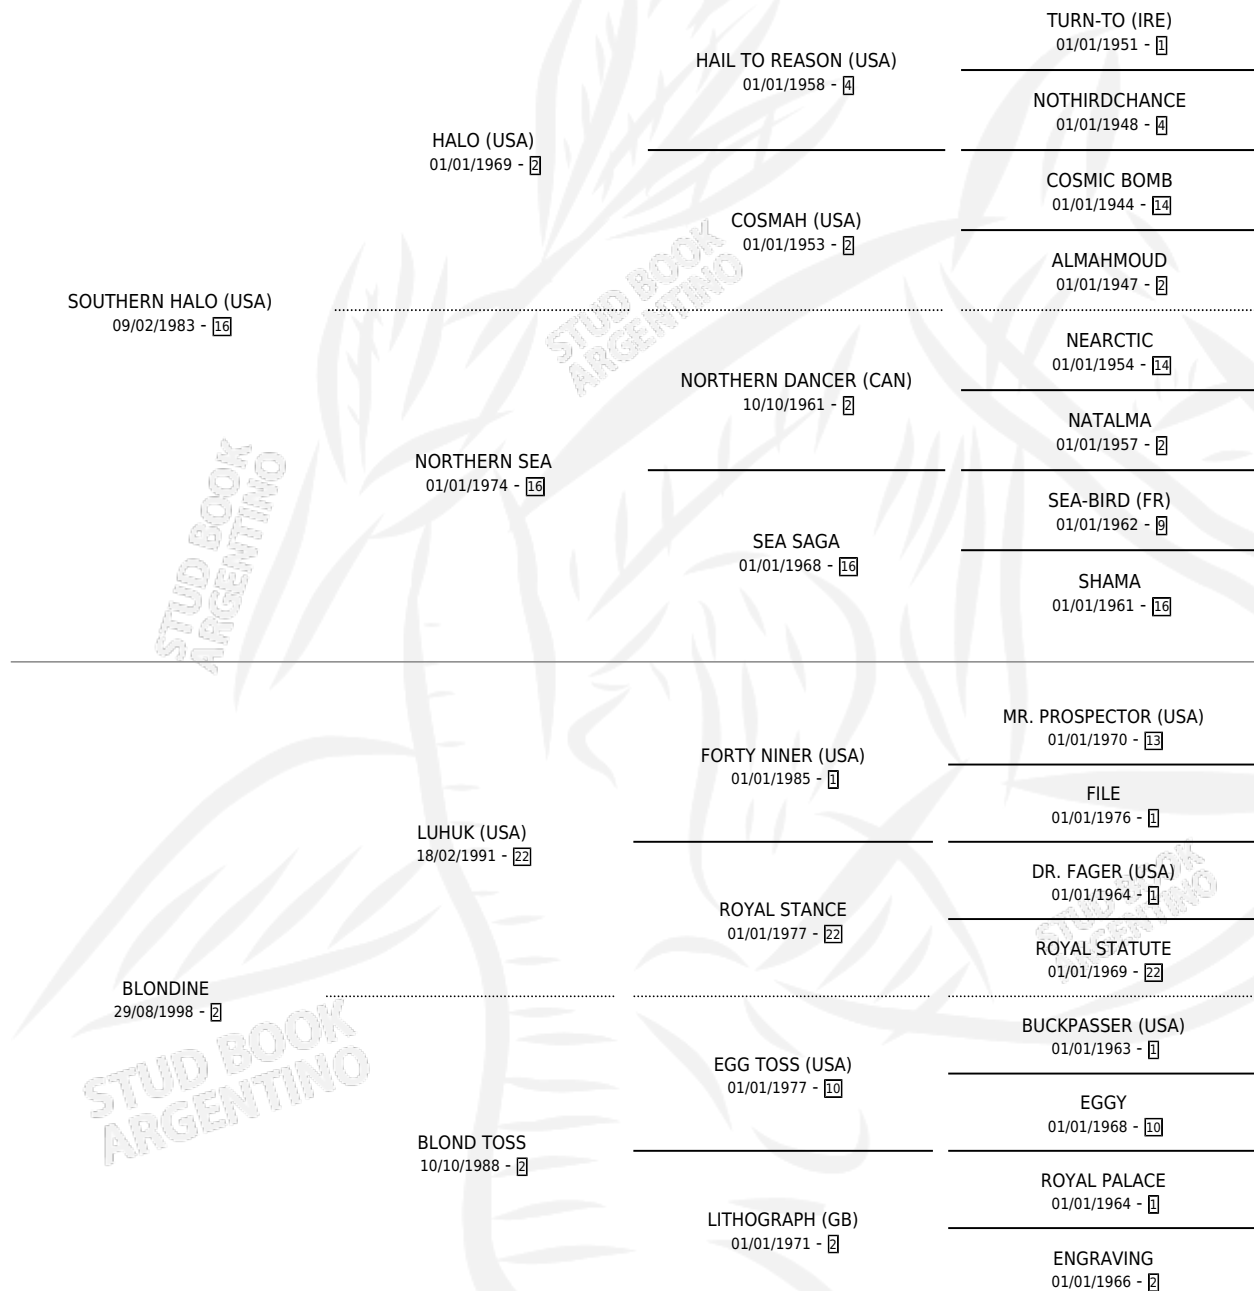 TURN-TO (IRE)
01/01/1951 - 1
HAIL TO REASON (USA)
01/01/1958 - 4
NOTHIRDCHANCE
01/01/1948 - 4
HALO (USA)
01/01/1969 - 2
COSMIC BOMB
01/01/1944 - 14
COSMAH (USA)
01/01/1953 - 2
ALMAHMOUD
01/01/1947 - 2
SOUTHERN HALO (USA)
09/02/1983 - 16
NEARCTIC
01/01/1954 - 14
NORTHERN DANCER (CAN)
10/10/1961 - 2
NATALMA
01/01/1957 - 2
NORTHERN SEA
01/01/1974 - 16
SEA-BIRD (FR)
01/01/1962 - 9
SEA SAGA
01/01/1968 - 16
SHAMA
01/01/1961 - 16
MR. PROSPECTOR (USA)
01/01/1970 - 13
FORTY NINER (USA)
01/01/1985 - 1
FILE
01/01/1976 - 1
LUHUK (USA)
18/02/1991 - 22
DR. FAGER (USA)
01/01/1964 - 1
ROYAL STANCE
01/01/1977 - 22
ROYAL STATUTE
01/01/1969 - 22
BLONDINE
29/08/1998 - 2
BUCKPASSER (USA)
01/01/1963 - 1
EGG TOSS (USA)
01/01/1977 - 10
EGGY
01/01/1968 - 10
BLOND TOSS
10/10/1988 - 2
ROYAL PALACE
01/01/1964 - 1
LITHOGRAPH (GB)
01/01/1971 - 2
ENGRAVING
01/01/1966 - 2
STUD BOOK
ARGENTINO
STUD BOOK
ARGENTINO
STUD BOOK
ARGENTINO
STUD BOOK
ARGENTINO